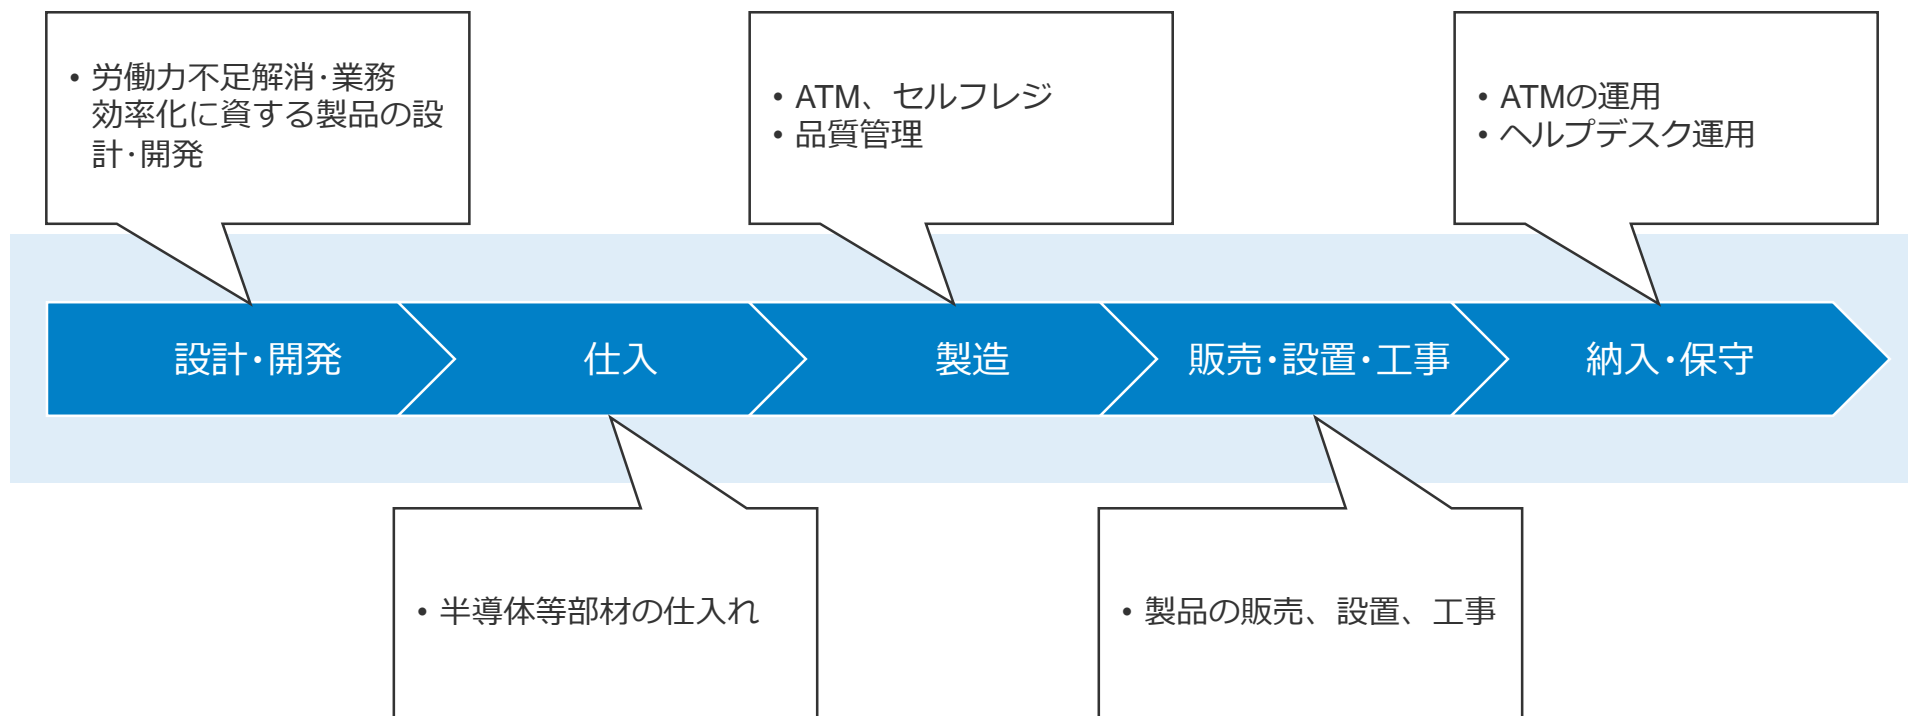 • 労働力不足解消･業務
効率化に資する製品の設
計･開発
• ATM、セルフレジ
• 品質管理
• ATMの運用
• ヘルプデスク運用
設計･開発
仕入
製造
販売･設置･工事
納入･保守
• 半導体等部材の仕入れ
• 製品の販売、設置、工事